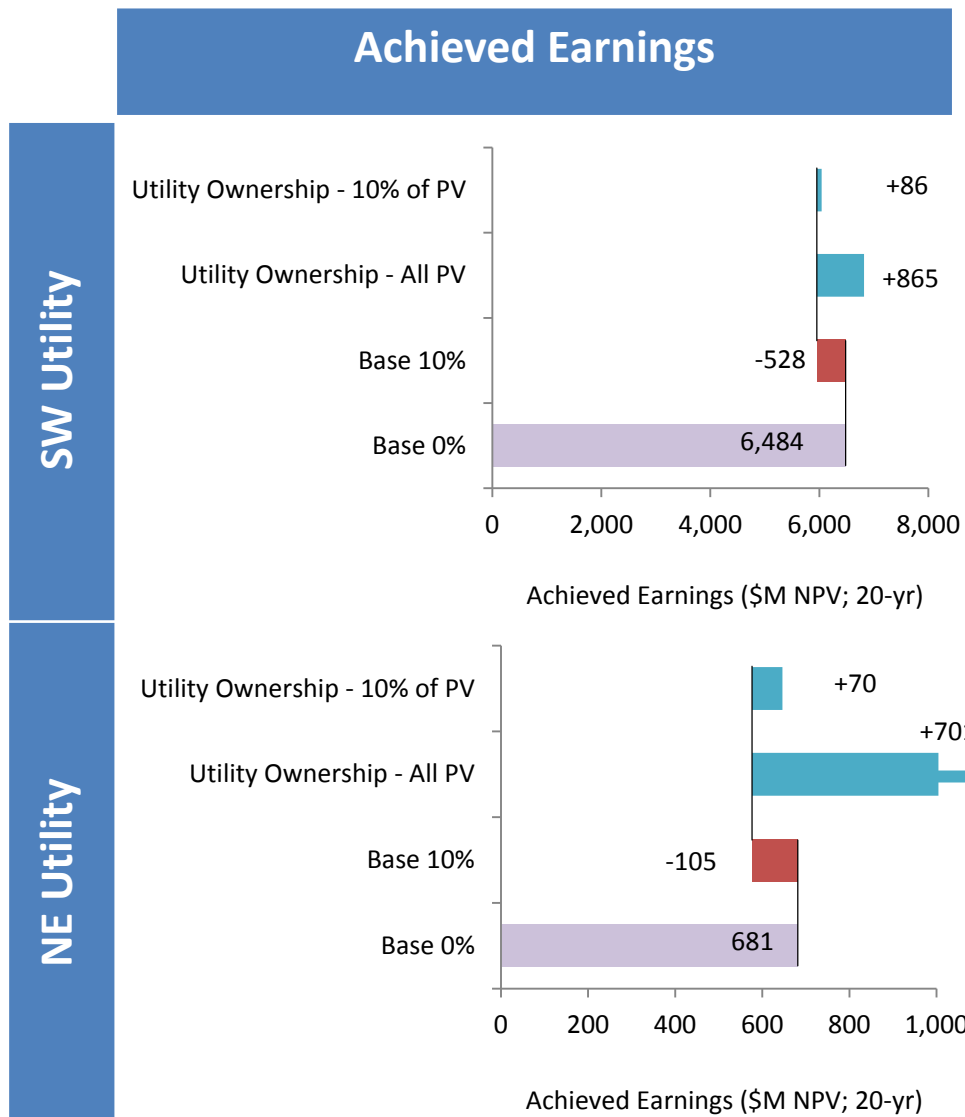 Achieved Earnings
SW Utility
Utility Ownership - 10% of PV
+86
Utility Ownership - All PV
+865
Base 10%
-528
Base 0%
6,484
0 2,000 4,000 6,000 8,000
Achieved Earnings ($M NPV; 20-yr)
NE Utility
Utility Ownership - 10% of PV
+70
Utility Ownership - All PV
+701
Base 10%
-105
Base 0%
681
0 200 400 600 800 1,000
Achieved Earnings ($M NPV; 20-yr)